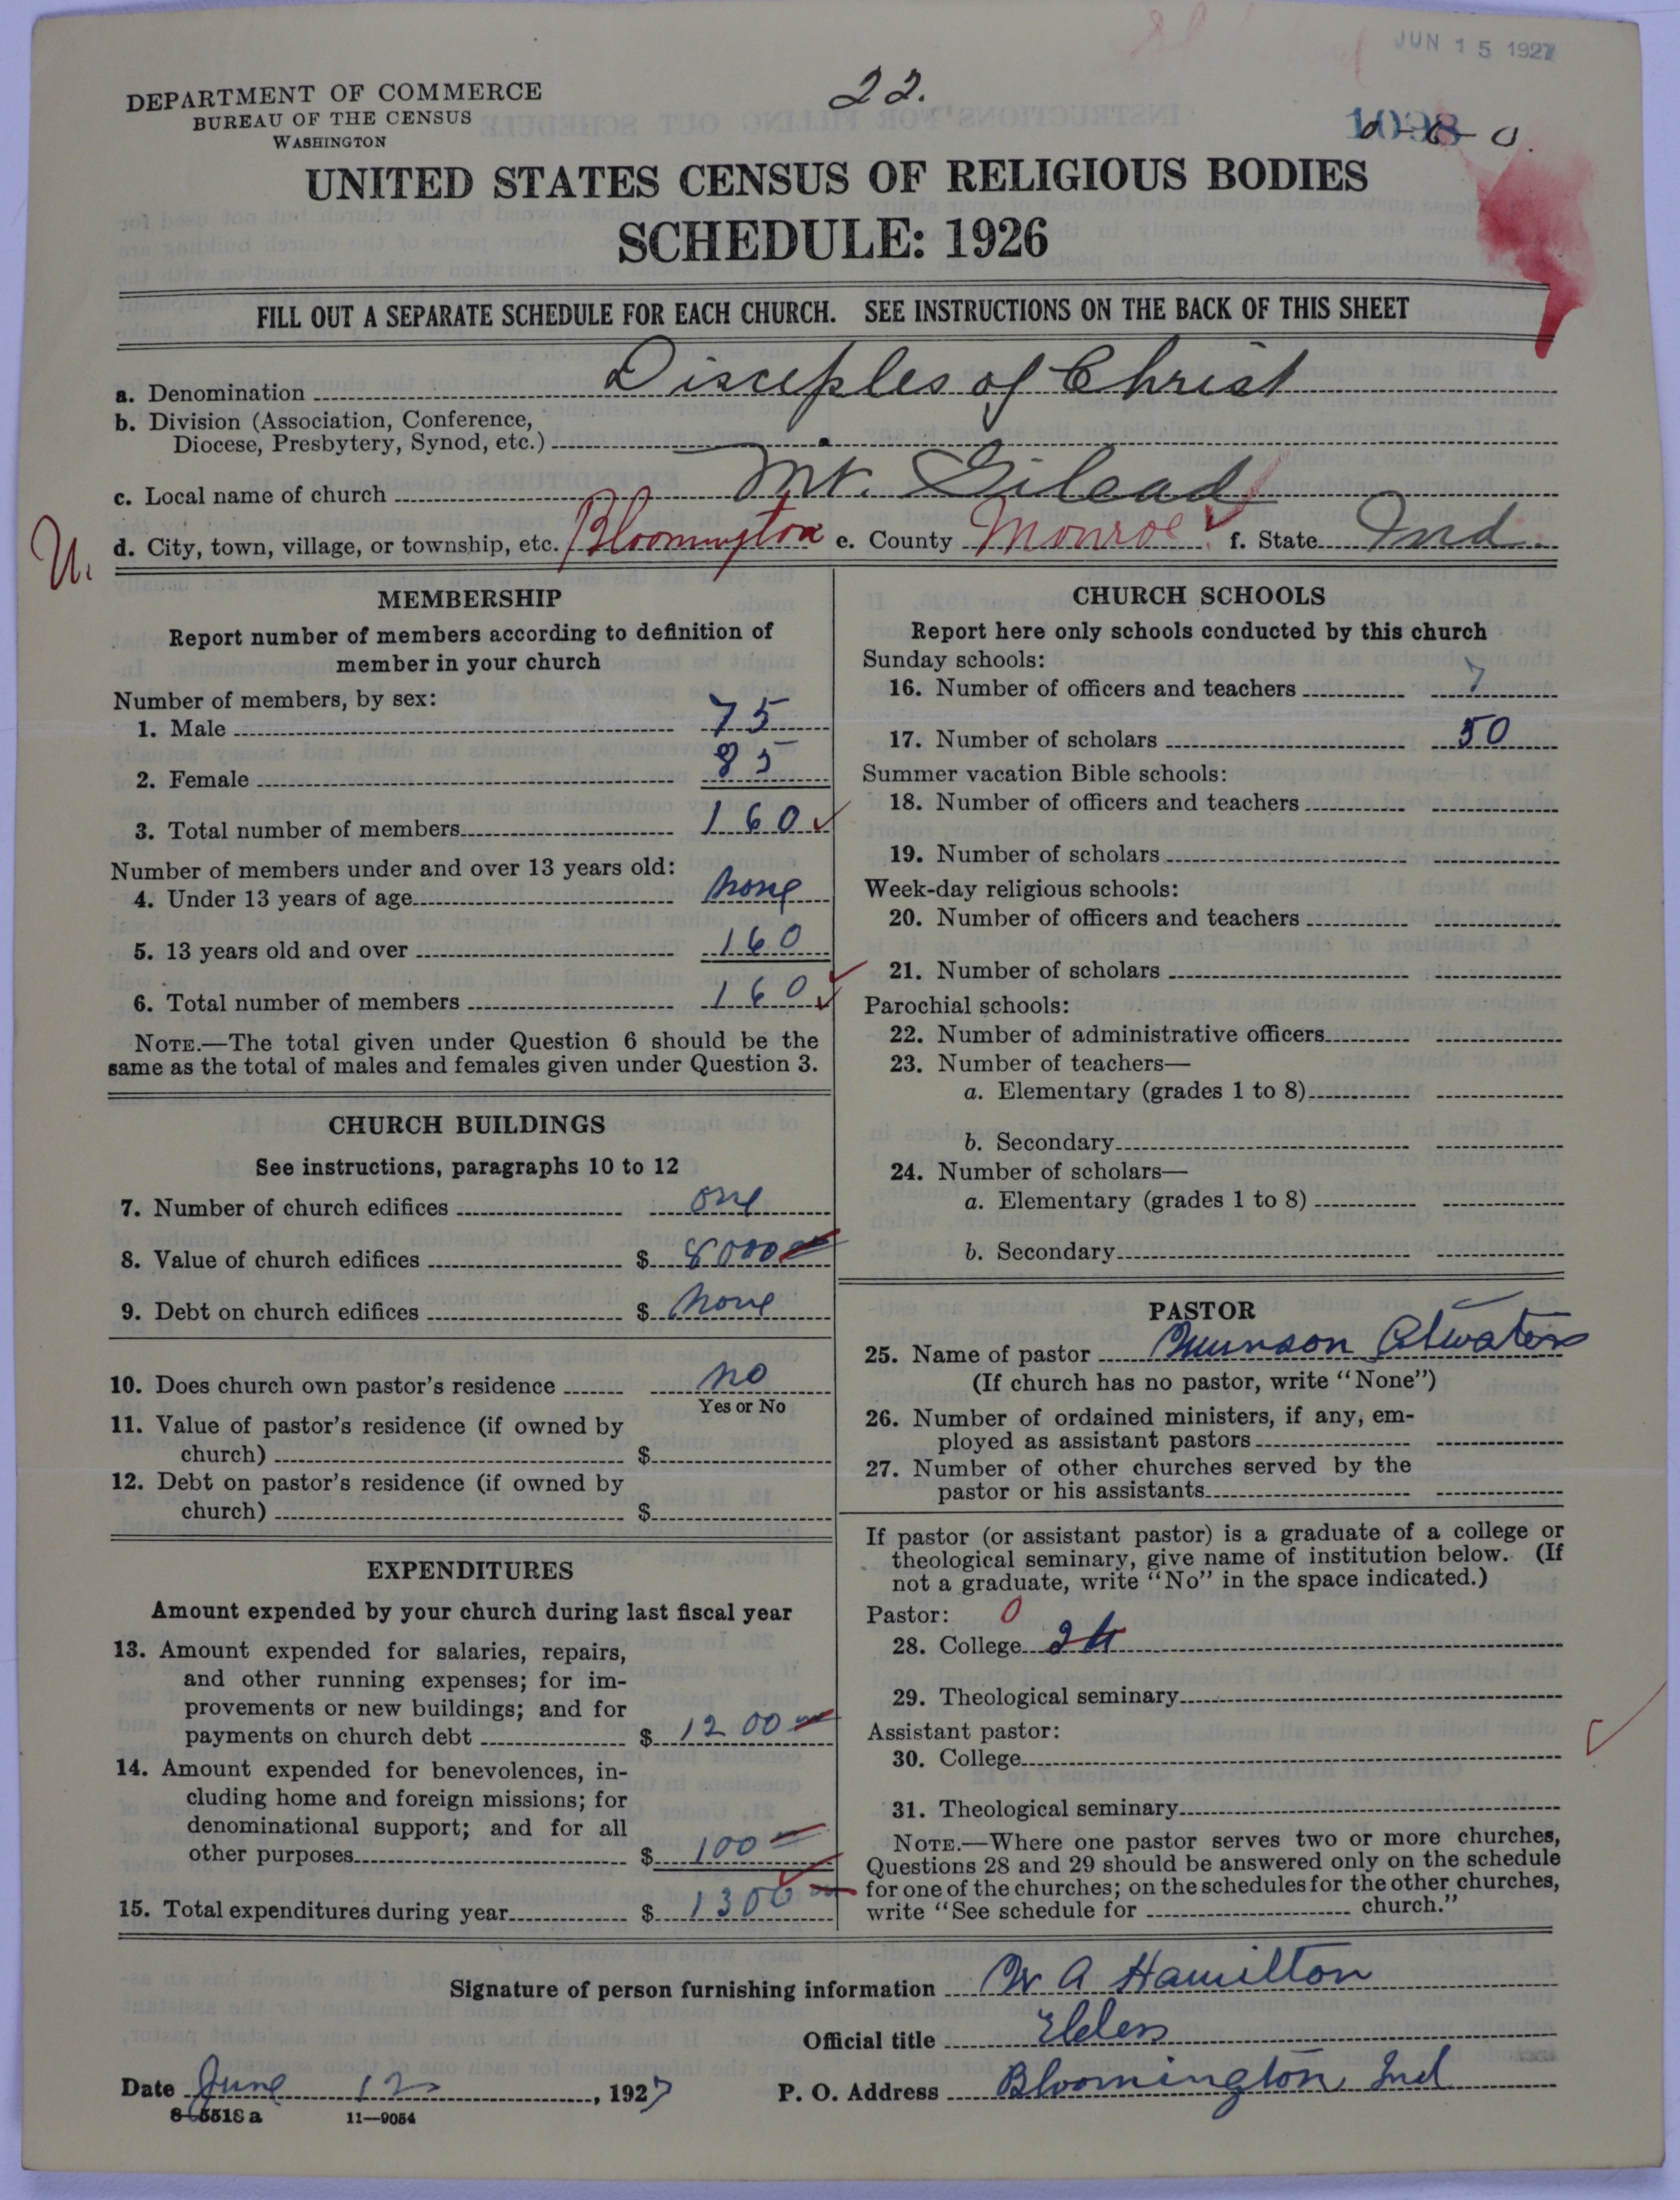 JUN 15 1927
22.
DEPARTMENT OF COMMERCE
BUREAU OF THE CENSUS
WASHINGTON
1098
UNITED STATES CENSUS OF RELIGIOUS BODIES
SCHEDULE: 1926
FILL OUT A SEPARATE SCHEDULE FOR EACH CHURCH. SEE INSTRUCTIONS ON THE BACK OF THIS SHEET
a. Denomination Disciples of Christ
b. Division (Association, Conference,
Diocese, Presbytery, Synod, etc.)
c. Local name of church Mt. Gilead
U. d. City, town, village, or township, etc. Bloomington e. County Monroe f. State Ind.
MEMBERSHIP
Report number of members according to definition of
member in your church
Number of members, by sex:
1. Male 75
2. Female 85
3. Total number of members 160
Number of members under and over 13 years old:
4. Under 13 years of age none
5. 13 years old and over 160
6. Total number of members 160
NOTE.—The total given under Question 6 should be the
same as the total of males and females given under Question 3.
CHURCH BUILDINGS
See instructions, paragraphs 10 to 12
7. Number of church edifices one
8. Value of church edifices $ 8000
9. Debt on church edifices $ none
10. Does church own pastor's residence no
Yes or No
11. Value of pastor's residence (if owned by
church) $
12. Debt on pastor's residence (if owned by
church) $
EXPENDITURES
Amount expended by your church during last fiscal year
13. Amount expended for salaries, repairs,
and other running expenses; for im-
provements or new buildings; and for
payments on church debt $ 1200
14. Amount expended for benevolences, in-
cluding home and foreign missions; for
denominational support; and for all
other purposes $ 100
15. Total expenditures during year $ 1300
CHURCH SCHOOLS
Report here only schools conducted by this church
Sunday schools:
16. Number of officers and teachers 7
17. Number of scholars 50
Summer vacation Bible schools:
18. Number of officers and teachers
19. Number of scholars
Week-day religious schools:
20. Number of officers and teachers
21. Number of scholars
Parochial schools:
22. Number of administrative officers
23. Number of teachers—
a. Elementary (grades 1 to 8)
b. Secondary
24. Number of scholars—
a. Elementary (grades 1 to 8)
b. Secondary
PASTOR
25. Name of pastor Munson Atwater
(If church has no pastor, write "None")
26. Number of ordained ministers, if any, em-
ployed as assistant pastors
27. Number of other churches served by the
pastor or his assistants
If pastor (or assistant pastor) is a graduate of a college or
theological seminary, give name of institution below. (If
not a graduate, write "No" in the space indicated.)
Pastor: 0
28. College
29. Theological seminary
Assistant pastor:
30. College
31. Theological seminary
NOTE.—Where one pastor serves two or more churches,
Questions 28 and 29 should be answered only on the schedule
for one of the churches; on the schedules for the other churches,
write "See schedule for church."
Signature of person furnishing information W A Hamilton
Official title Elder
Date June 12, 1927 P. O. Address Bloomington, Ind
8-5518 a 11—9054